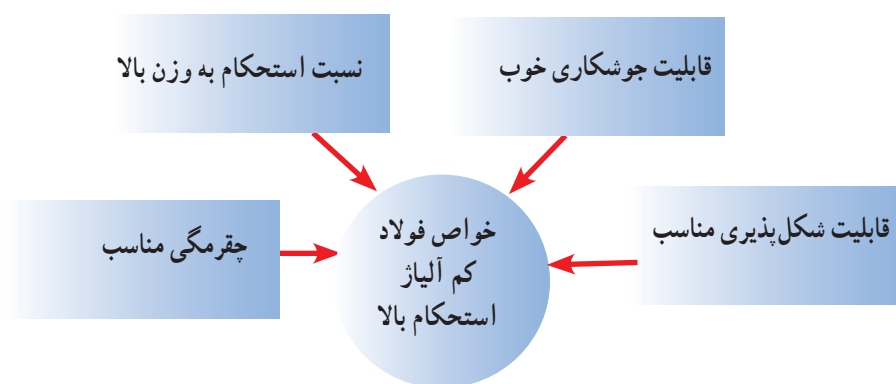 قابلیت جوشکاری خوب
نسبت استحکام به وزن بالا
قابلیت شکل‌پذیری مناسب
چقرمگی مناسب
خواص فولاد
کم آلیاژ
استحکام بالا